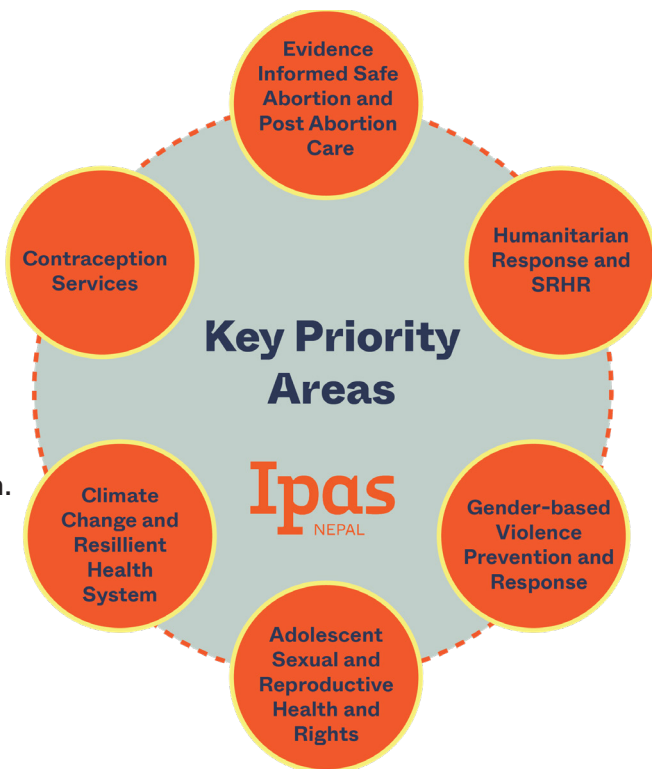 Evidence
Informed Safe
Abortion and
Post Abortion
Care
Humanitarian
Response and
SRHR
Contraception
Services
Key Priority
Areas
Ipas
NEPAL
Gender-based
Violence
Prevention and
Response
Climate
Change and
Resillient
Health
System
Adolescent
Sexual and
Reproductive
Health and
Rights